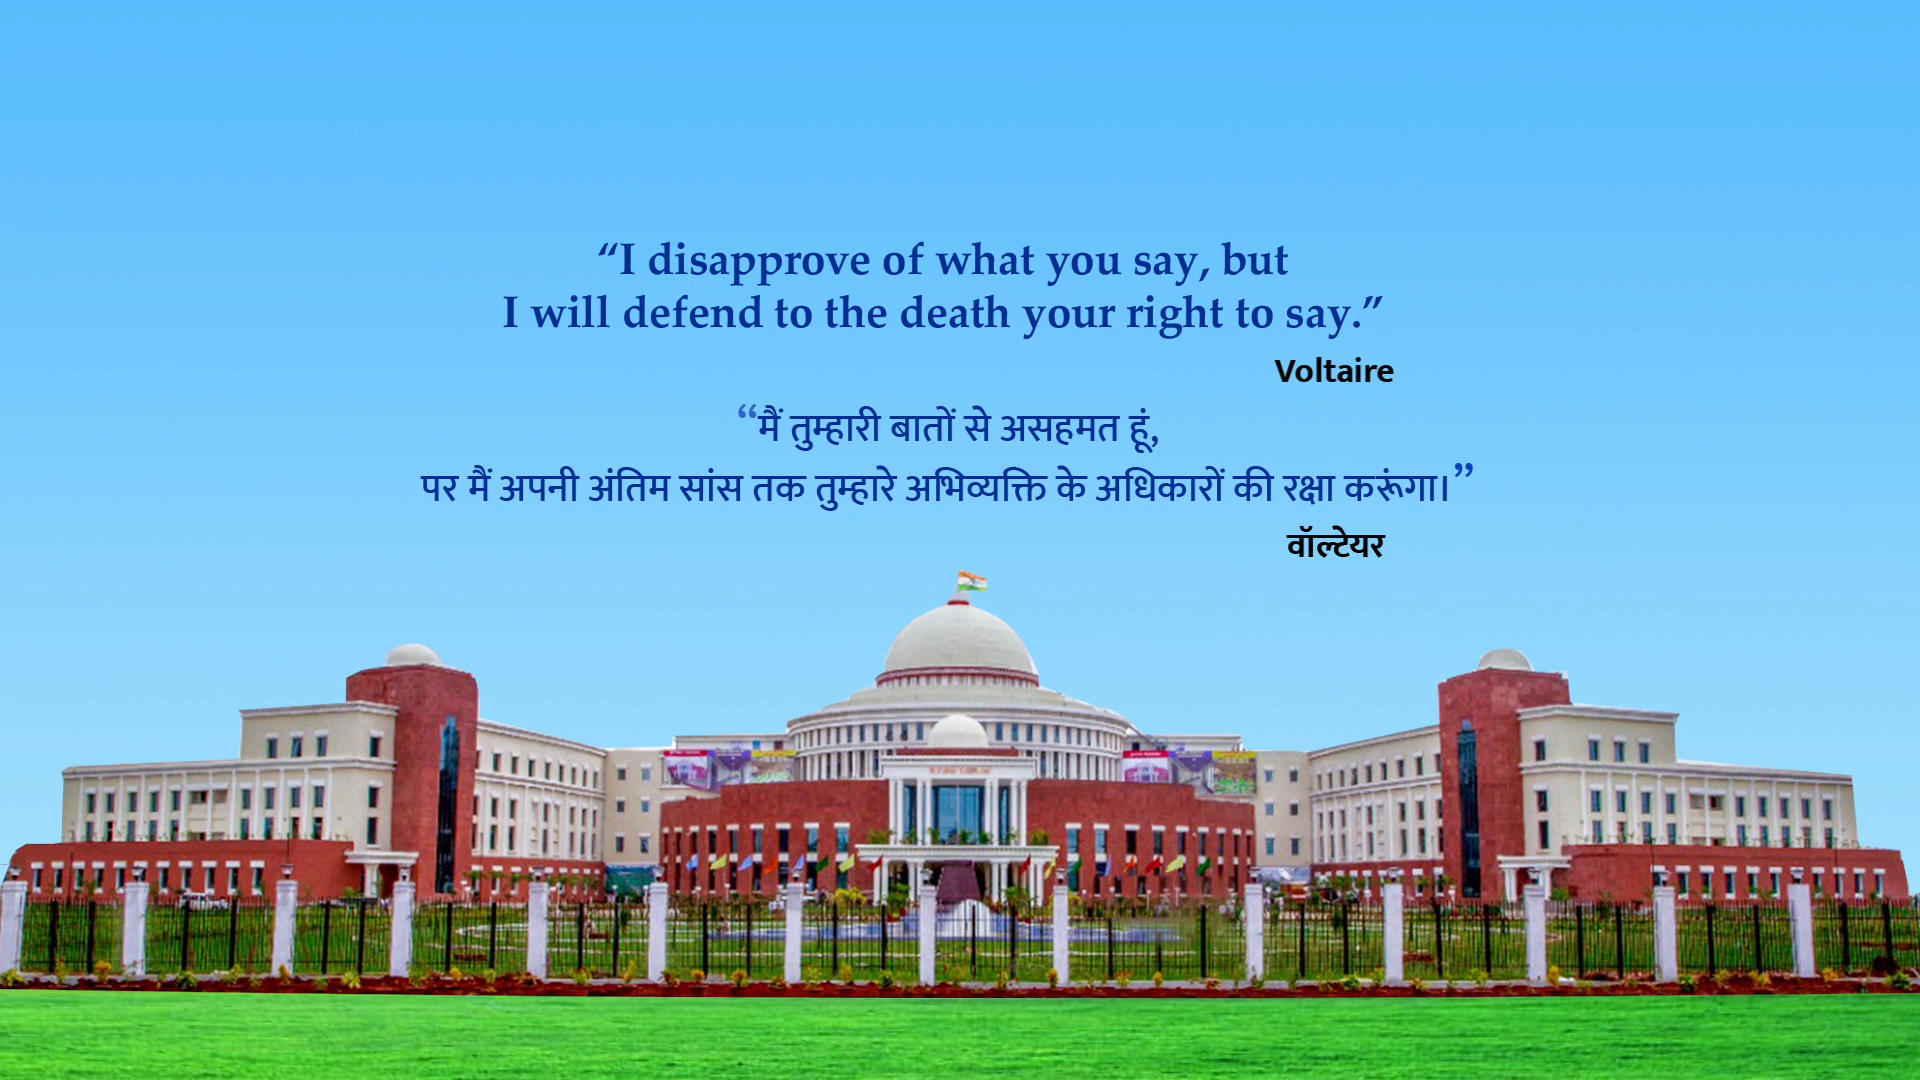 “I disapprove of what you say, but
I will defend to the death your right to say.”
Voltaire
“मैं तुम्हारी बातों से असहमत हूं,
पर मैं अपनी अंतिम सांस तक तुम्हारे अभिव्यक्ति के अधिकारों की रक्षा करूंगा।”
वॉल्टेयर